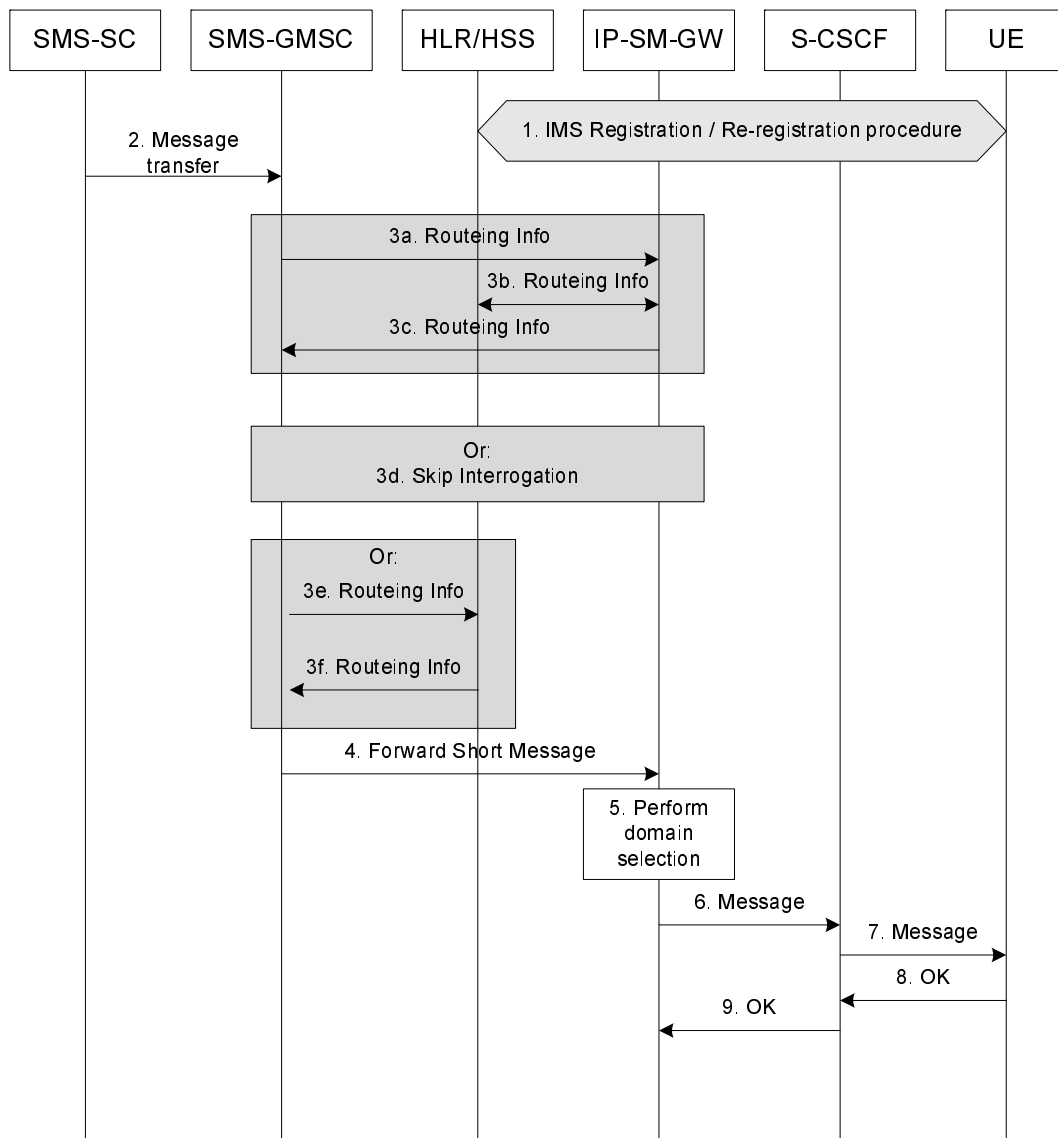 SMS-SC
SMS-GMSC
HLR/HSS
IP-SM-GW
S-CSCF
UE
1. IMS Registration / Re-registration procedure
2. Message
transfer
3a. Routeing Info
3b. Routeing Info
3c. Routeing Info
Or:
3d. Skip Interrogation
Or:
3e. Routeing Info
3f. Routeing Info
4. Forward Short Message
5. Perform
domain
selection
6. Message
7. Message
8. OK
9. OK